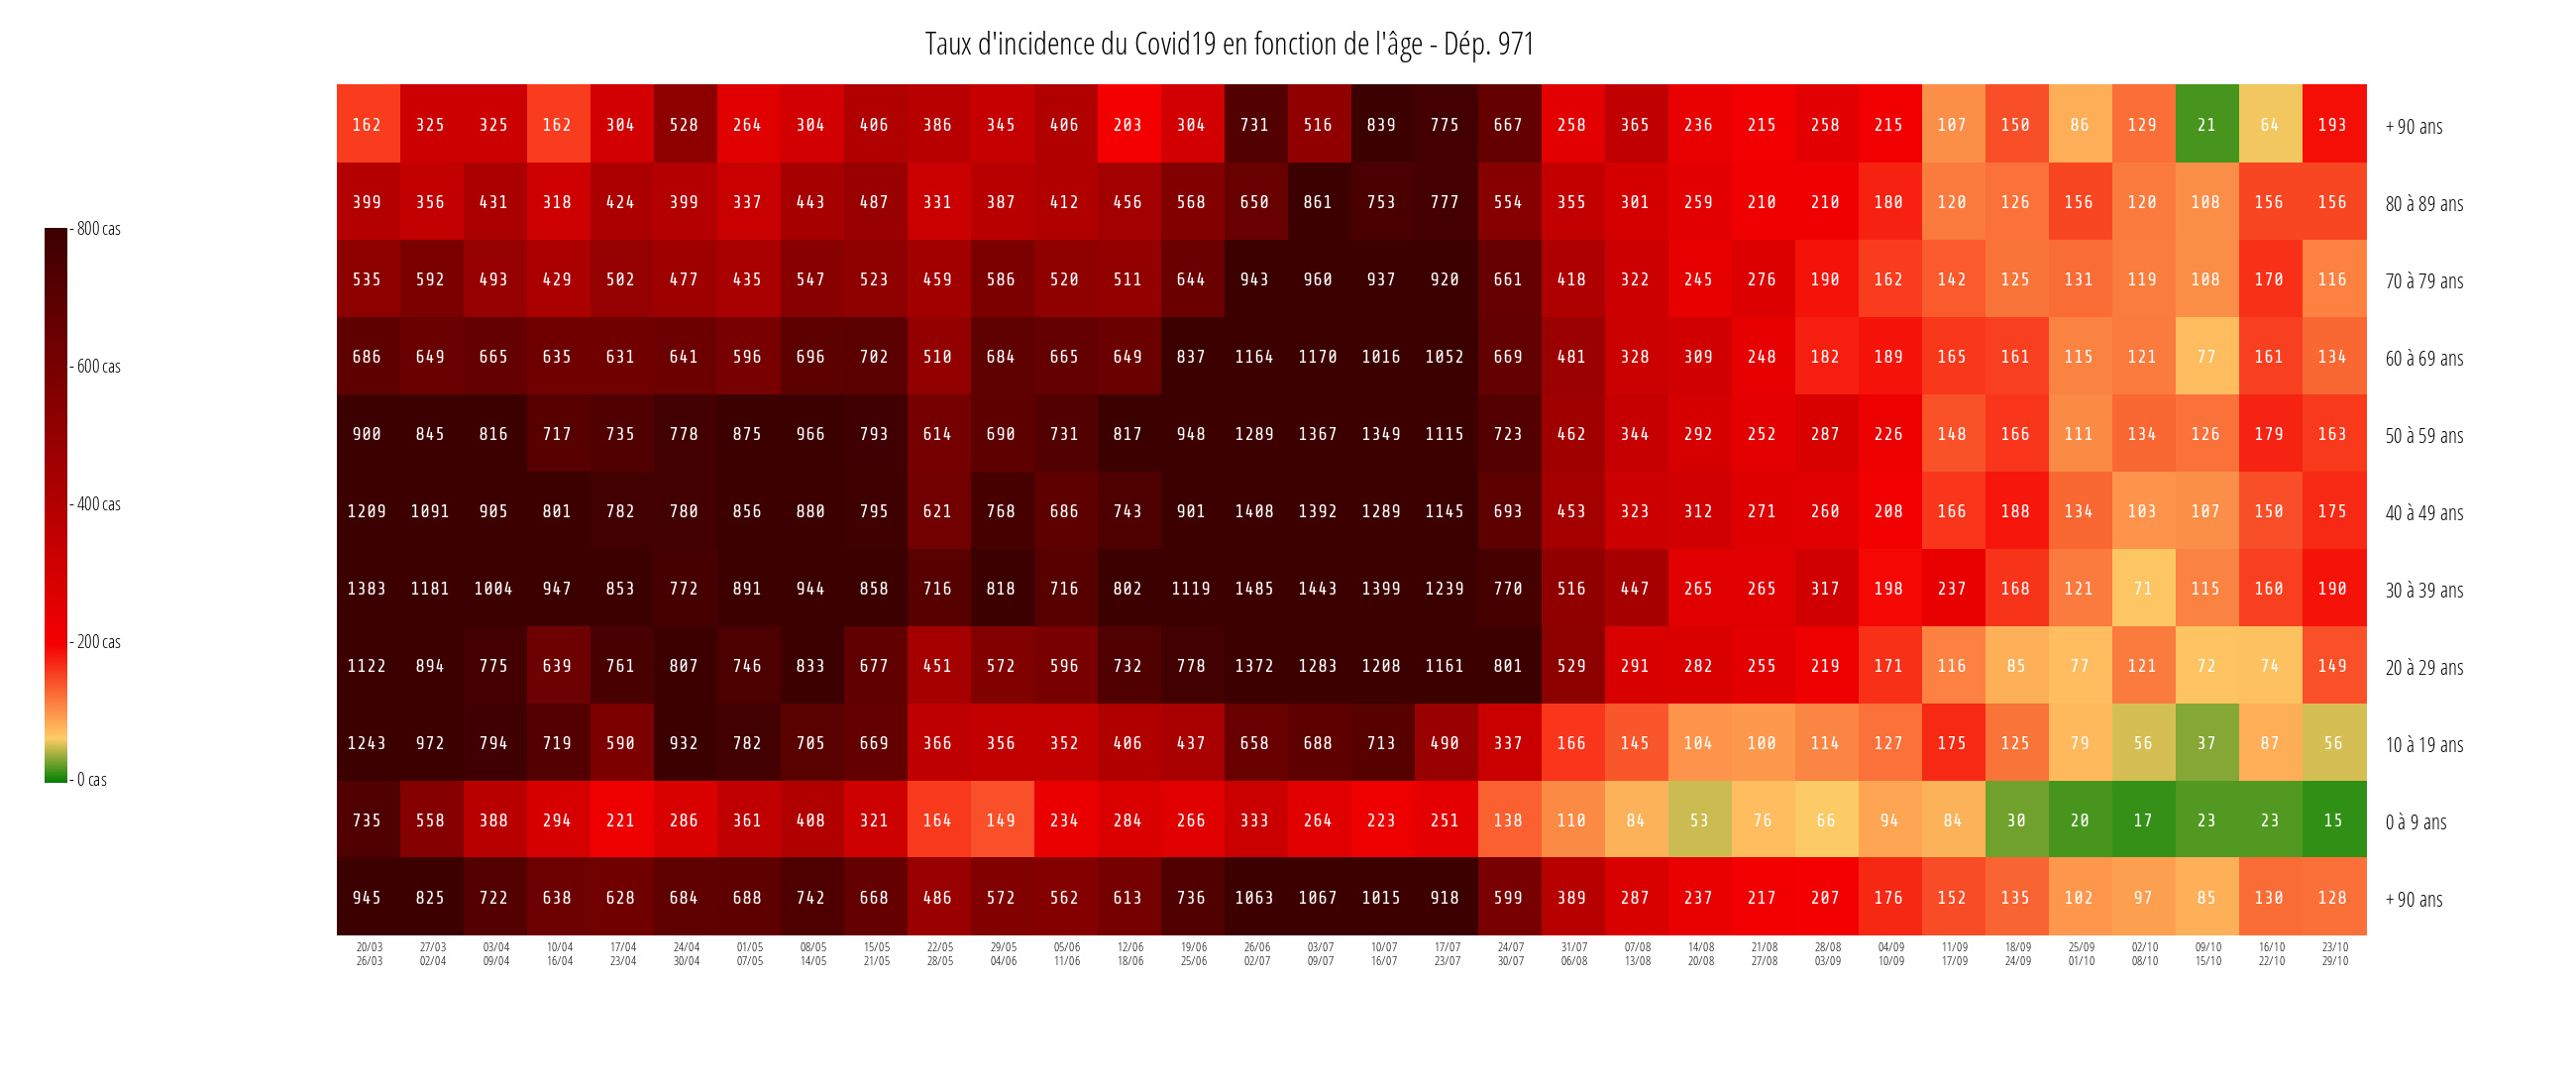 Taux d'incidence du Covid19 en fonction de l'âge - Dép. 971
162 325 325 162 304 528 264 304 406 386 345 406 203 304 731 516 839 775 667 258 365 236 215 258 215 107 150 86 129 21 64 193 + 90 ans
399 356 431 318 424 399 337 443 487 331 387 412 456 568 650 861 753 777 554 355 301 259 210 210 180 120 126 156 120 108 156 156 80 à 89 ans
- 800 cas
535 592 493 429 502 477 435 547 523 459 586 520 511 644 943 960 937 920 661 418 322 245 276 190 162 142 125 131 119 108 170 116 70 à 79 ans
686 649 665 635 631 641 596 696 702 510 684 665 649 837 1164 1170 1016 1052 669 481 328 309 248 182 189 165 161 115 121 77 161 134 60 à 69 ans
- 600 cas
900 845 816 717 735 778 875 966 793 614 690 731 817 948 1289 1367 1349 1115 723 462 344 292 252 287 226 148 166 111 134 126 179 163 50 à 59 ans
- 400 cas
1209 1091 905 801 782 780 856 880 795 621 768 686 743 901 1408 1392 1289 1145 693 453 323 312 271 260 208 166 188 134 103 107 150 175 40 à 49 ans
1383 1181 1004 947 853 772 891 944 858 716 818 716 802 1119 1485 1443 1399 1239 770 516 447 265 265 317 198 237 168 121 71 115 160 190 30 à 39 ans
- 200 cas
1122 894 775 639 761 807 746 833 677 451 572 596 732 778 1372 1283 1208 1161 801 529 291 282 255 219 171 116 85 77 121 72 74 149 20 à 29 ans
1243 972 794 719 590 932 782 705 669 366 356 352 406 437 658 688 713 490 337 166 145 104 100 114 127 175 125 79 56 37 87 56 10 à 19 ans
- 0 cas
735 558 388 294 221 286 361 408 321 164 149 234 284 266 333 264 223 251 138 110 84 53 76 66 94 84 30 20 17 23 23 15 0 à 9 ans
945 825 722 638 628 684 688 742 668 486 572 562 613 736 1063 1067 1015 918 599 389 287 237 217 207 176 152 135 102 97 85 130 128 + 90 ans
20/03 27/03 03/04 10/04 17/04 24/04 01/05 08/05 15/05 22/05 29/05 05/06 12/06 19/06 26/06 03/07 10/07 17/07 24/07 31/07 07/08 14/08 21/08 28/08 04/09 11/09 18/09 25/09 02/10 09/10 16/10 23/10
26/03 02/04 09/04 16/04 23/04 30/04 07/05 14/05 21/05 28/05 04/06 11/06 18/06 25/06 02/07 09/07 16/07 23/07 30/07 06/08 13/08 20/08 27/08 03/09 10/09 17/09 24/09 01/10 08/10 15/10 22/10 29/10